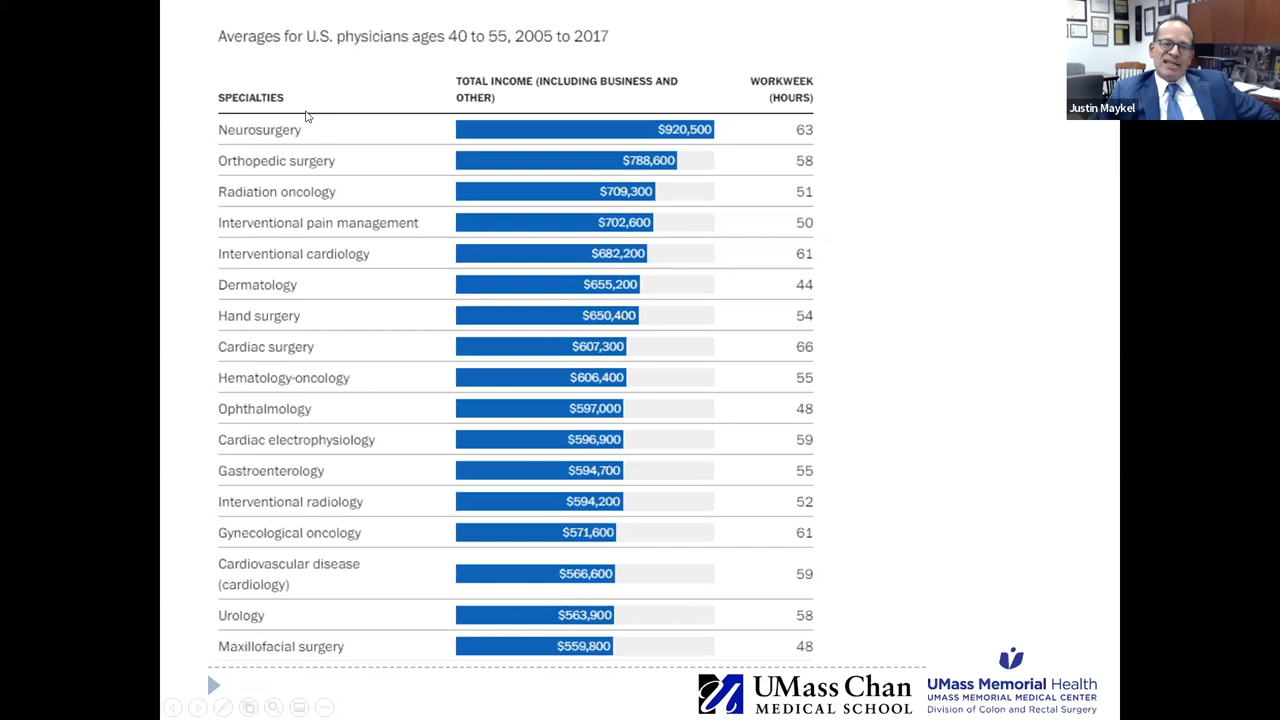 Averages for U.S. physicians ages 40 to 55, 2005 to 2017
SPECIALTIES
TOTAL INCOME (INCLUDING BUSINESS AND
OTHER)
WORKWEEK
(HOURS)
Neurosurgery $920,500 63
Orthopedic surgery $788,600 58
Radiation oncology $709,300 51
Interventional pain management $702,600 50
Interventional cardiology $682,200 61
Dermatology $655,200 44
Hand surgery $650,400 54
Cardiac surgery $607,300 66
Hematology-oncology $606,400 55
Ophthalmology $597,000 48
Cardiac electrophysiology $596,900 59
Gastroenterology $594,700 55
Interventional radiology $594,200 52
Gynecological oncology $571,600 61
Cardiovascular disease
(cardiology) $566,600 59
Urology $563,900 58
Maxillofacial surgery $559,800 48
Justin Maykel
UMass Chan
MEDICAL SCHOOL
UMass Memorial Health
UMASS MEMORIAL MEDICAL CENTER
Division of Colon and Rectal Surgery